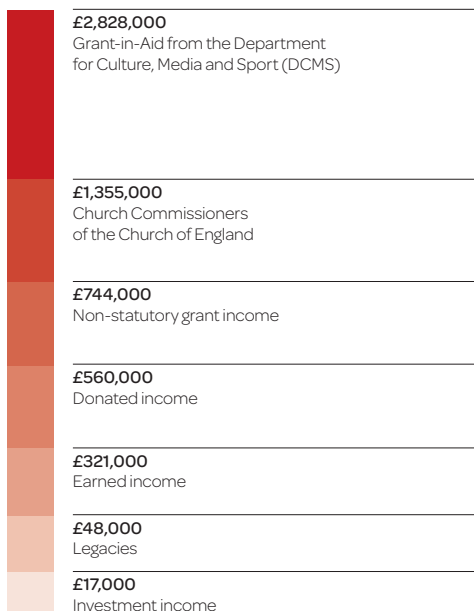 £2,828,000
Grant-in-Aid from the Department
for Culture, Media and Sport (DCMS)
£1,355,000
Church Commissioners
of the Church of England
£744,000
Non-statutory grant income
£560,000
Donated income
£321,000
Earned income
£48,000
Legacies
£17,000
Investment income